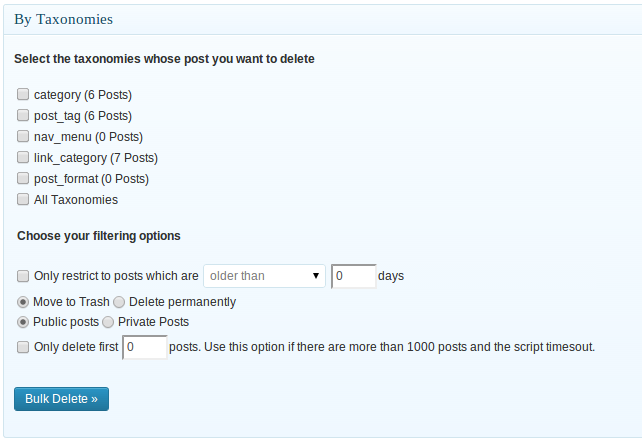 By Taxonomies
Select the taxonomies whose post you want to delete
category (6 Posts)
post_tag (6 Posts)
nav_menu (0 Posts)
link_category (7 Posts)
post_format (0 Posts)
All Taxonomies
Choose your filtering options
Only restrict to posts which are older than 0 days
Move to Trash Delete permanently
Public posts Private Posts
Only delete first 0 posts. Use this option if there are more than 1000 posts and the script timesout.
Bulk Delete »